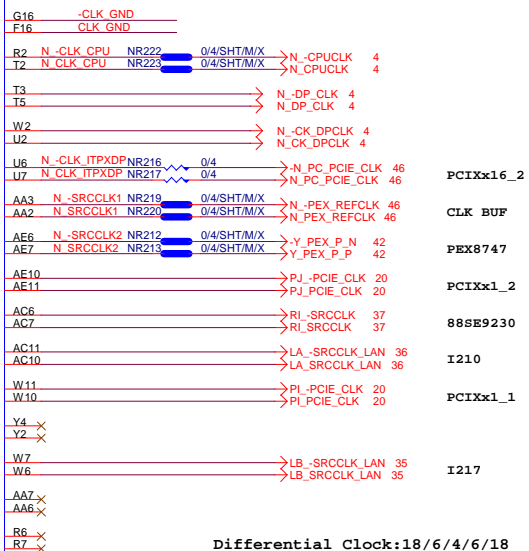 G16 -CLK_GND
F16 CLK_GND
R2 N_-CLK_CPU NR222 0/4/SHT/M/X N_-CPUCLK 4
T2 N_CLK_CPU NR223 0/4/SHT/M/X N_CPUCLK 4
T3 N_-DP_CLK 4
T5 N_DP_CLK 4
W2 N_-CK_DPCLK 4
U2 N_CK_DPCLK 4
U6 N_-CLK_ITPXDP NR216 0/4 -N_PC_PCIE_CLK 46
U7 N_CLK_ITPXDP NR217 0/4 N_PC_PCIE_CLK 46
PCIXx16_2
AA3 N_-SRCCLK1 NR219 0/4/SHT/M/X N_-PEX_REFCLK 46
AA2 N_SRCCLK1 NR220 0/4/SHT/M/X N_PEX_REFCLK 46
CLK BUF
AE6 N_-SRCCLK2 NR212 0/4/SHT/M/X -Y_PEX_P_N 42
AE7 N_SRCCLK2 NR213 0/4/SHT/M/X Y_PEX_P_P 42
PEX8747
AE10 PJ_-PCIE_CLK 20
AE11 PJ_PCIE_CLK 20
PCIXx1_2
AC6 RI_-SRCCLK 37
AC7 RI_SRCCLK 37
88SE9230
AC11 LA_-SRCCLK_LAN 36
AC10 LA_SRCCLK_LAN 36
I210
W11 PI_-PCIE_CLK 20
W10 PI_PCIE_CLK 20
PCIXx1_1
Y4
Y2
W7 LB_-SRCCLK_LAN 35
W6 LB_SRCCLK_LAN 35
I217
AA7
AA6
R6
R7
Differential Clock:18/6/4/6/18